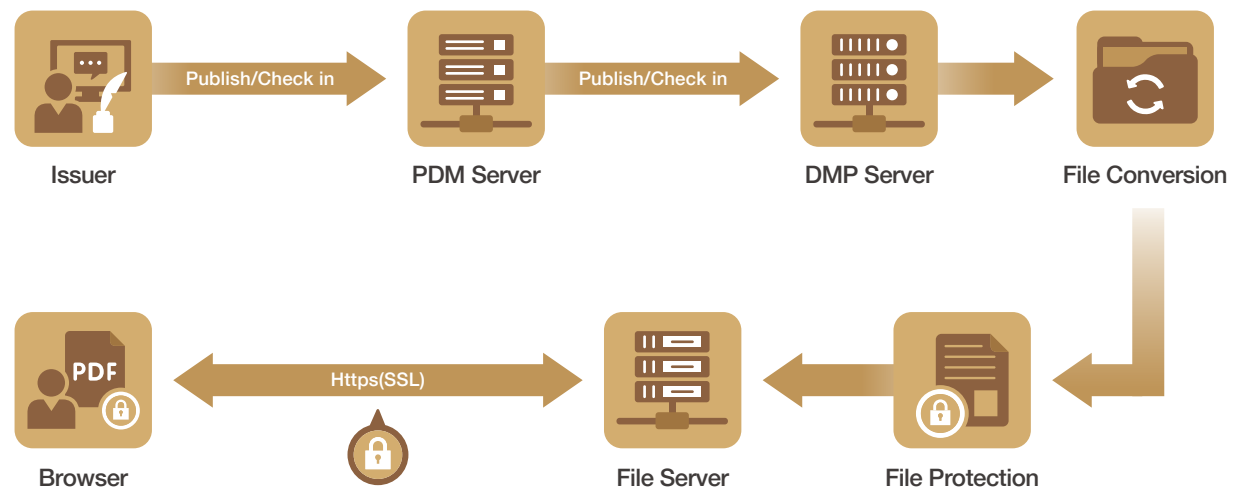 Publish/Check in
Publish/Check in
Issuer
PDM Server
DMP Server
File Conversion
PDF
Https(SSL)
Browser
File Server
File Protection